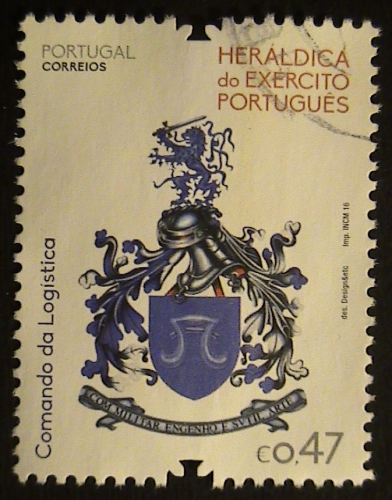 PORTUGAL
CORREIOS
HERÁLDICA
do EXÉRCITO
PORTUGUÊS
Comando da Logística
des. Design&etc Imp. INCM 16
COM MILITAR ENGENHO E SVTIL ARTE
€0,47